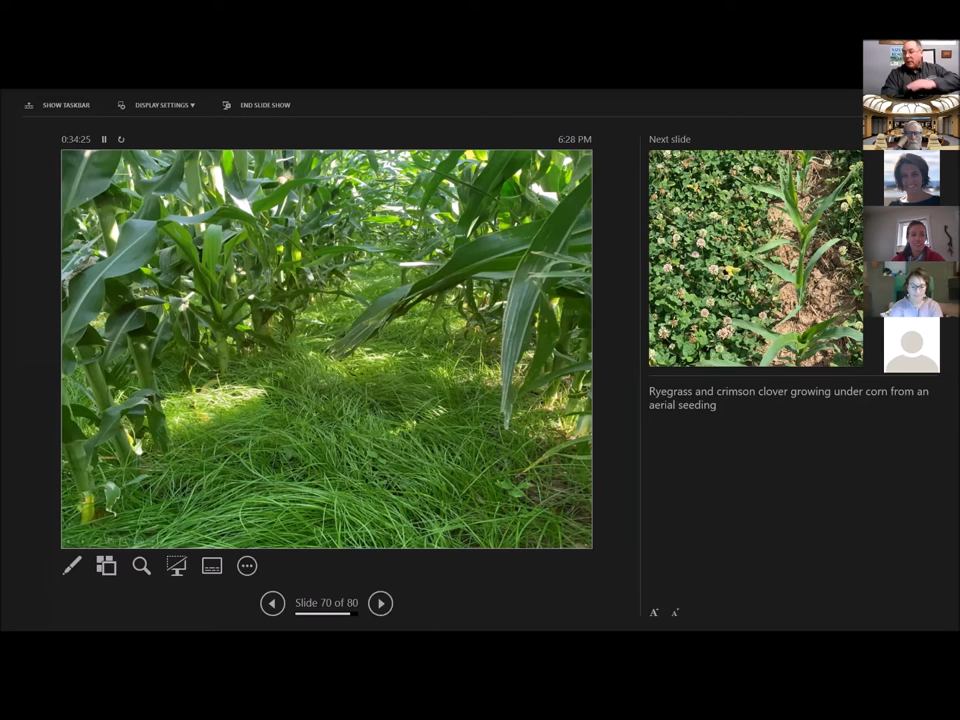 SHOW TASKBAR
DISPLAY SETTINGS ▼
END SLIDE SHOW
0:34:25
6:28 PM
Next slide
Ryegrass and crimson clover growing under corn from an
aerial seeding
Slide 70 of 80